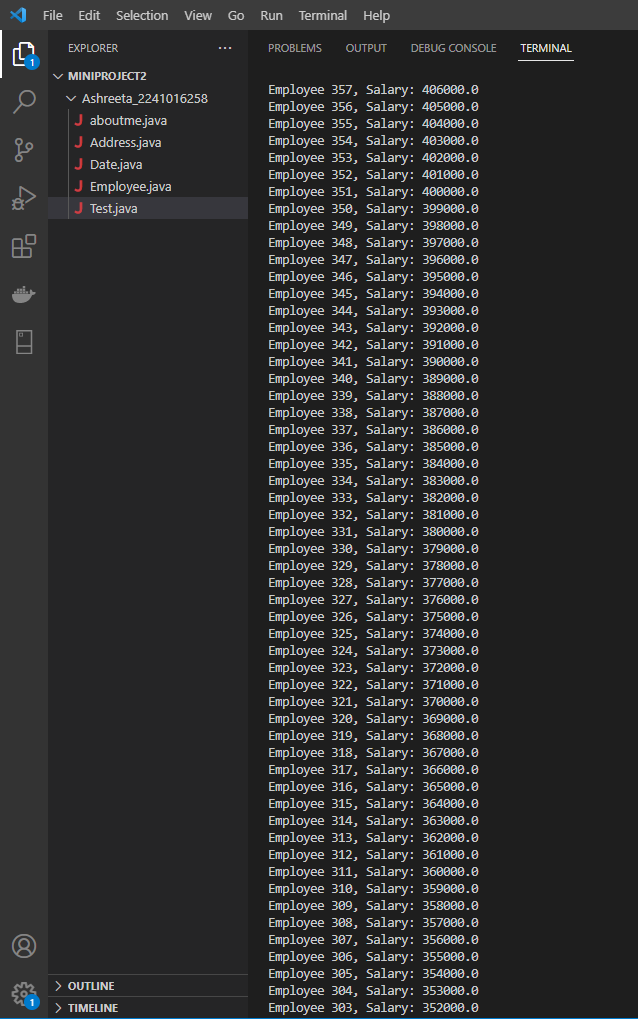 File Edit Selection View Go Run Terminal Help
EXPLORER ...
MINIPROJECT2
Ashreeta_2241016258
J aboutme.java
J Address.java
J Date.java
J Employee.java
J Test.java
1
1
OUTLINE
TIMELINE
PROBLEMS OUTPUT DEBUG CONSOLE TERMINAL
Employee 357, Salary: 406000.0
Employee 356, Salary: 405000.0
Employee 355, Salary: 404000.0
Employee 354, Salary: 403000.0
Employee 353, Salary: 402000.0
Employee 352, Salary: 401000.0
Employee 351, Salary: 400000.0
Employee 350, Salary: 399000.0
Employee 349, Salary: 398000.0
Employee 348, Salary: 397000.0
Employee 347, Salary: 396000.0
Employee 346, Salary: 395000.0
Employee 345, Salary: 394000.0
Employee 344, Salary: 393000.0
Employee 343, Salary: 392000.0
Employee 342, Salary: 391000.0
Employee 341, Salary: 390000.0
Employee 340, Salary: 389000.0
Employee 339, Salary: 388000.0
Employee 338, Salary: 387000.0
Employee 337, Salary: 386000.0
Employee 336, Salary: 385000.0
Employee 335, Salary: 384000.0
Employee 334, Salary: 383000.0
Employee 333, Salary: 382000.0
Employee 332, Salary: 381000.0
Employee 331, Salary: 380000.0
Employee 330, Salary: 379000.0
Employee 329, Salary: 378000.0
Employee 328, Salary: 377000.0
Employee 327, Salary: 376000.0
Employee 326, Salary: 375000.0
Employee 325, Salary: 374000.0
Employee 324, Salary: 373000.0
Employee 323, Salary: 372000.0
Employee 322, Salary: 371000.0
Employee 321, Salary: 370000.0
Employee 320, Salary: 369000.0
Employee 319, Salary: 368000.0
Employee 318, Salary: 367000.0
Employee 317, Salary: 366000.0
Employee 316, Salary: 365000.0
Employee 315, Salary: 364000.0
Employee 314, Salary: 363000.0
Employee 313, Salary: 362000.0
Employee 312, Salary: 361000.0
Employee 311, Salary: 360000.0
Employee 310, Salary: 359000.0
Employee 309, Salary: 358000.0
Employee 308, Salary: 357000.0
Employee 307, Salary: 356000.0
Employee 306, Salary: 355000.0
Employee 305, Salary: 354000.0
Employee 304, Salary: 353000.0
Employee 303, Salary: 352000.0